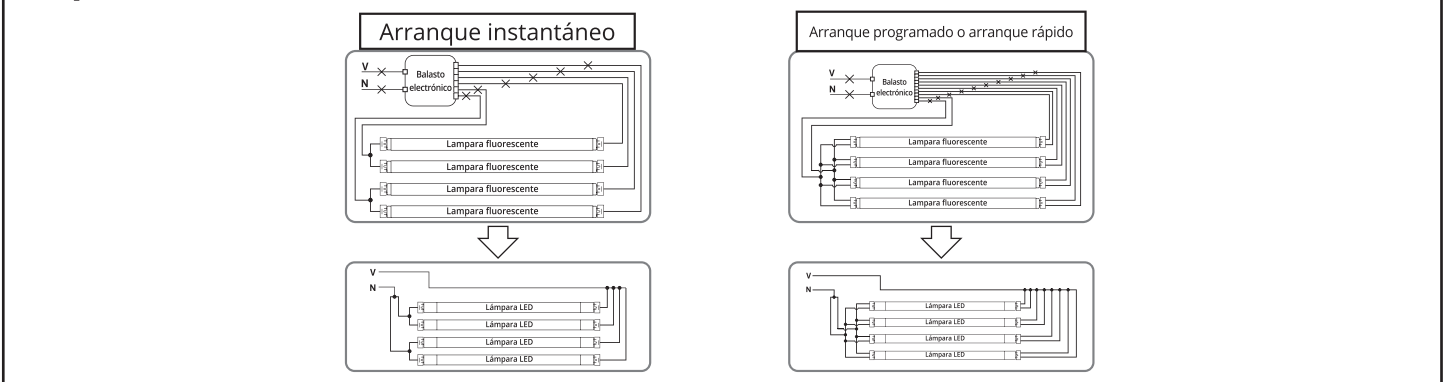 Arranque instantáneo
V
N
Balasto
electrónico
Lampara fluorescente
Lampara fluorescente
Lampara fluorescente
Lampara fluorescente
V
N
Lámpara LED
Lámpara LED
Lámpara LED
Lámpara LED
Arranque programado o arranque rápido
V
N
Balasto
electrónico
Lampara fluorescente
Lampara fluorescente
Lampara fluorescente
Lampara fluorescente
V
N
Lámpara LED
Lámpara LED
Lámpara LED
Lámpara LED